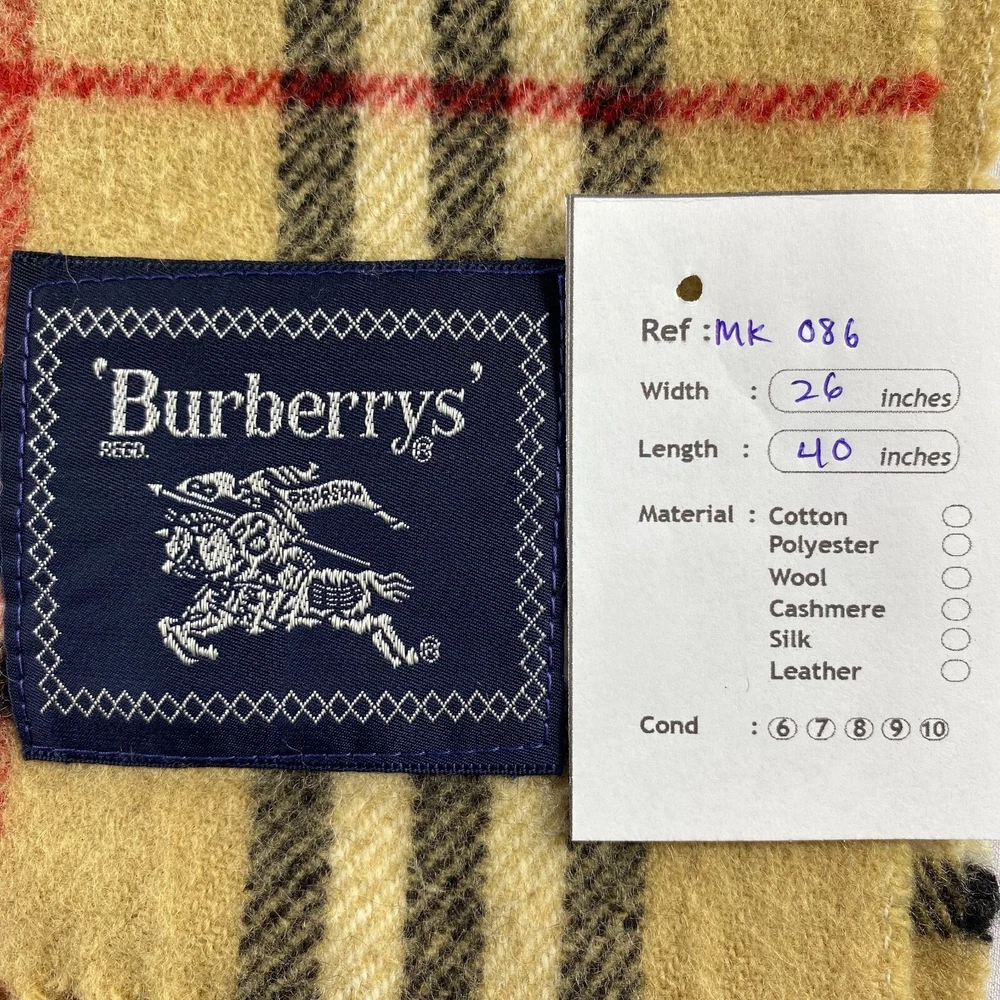 'Burberrys'
REGD. ®
PRORSUM
®
Ref : MK 086
Width : 26 inches
Length : 40 inches
Material : Cotton
Polyester
Wool
Cashmere
Silk
Leather
Cond : 6 7 8 9 10